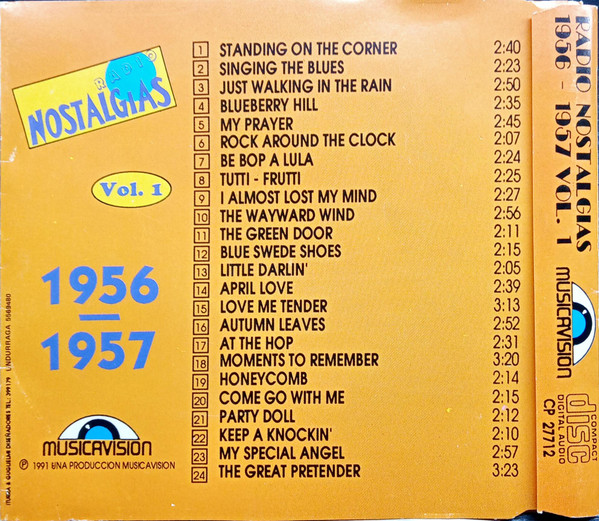 RADIO
NOSTALGIAS
Vol. 1
1956
1957
1 STANDING ON THE CORNER 2:40
2 SINGING THE BLUES 2:23
3 JUST WALKING IN THE RAIN 2:50
4 BLUEBERRY HILL 2:35
5 MY PRAYER 2:45
6 ROCK AROUND THE CLOCK 2:07
7 BE BOP A LULA 2:24
8 TUTTI - FRUTTI 2:25
9 I ALMOST LOST MY MIND 2:27
10 THE WAYWARD WIND 2:56
11 THE GREEN DOOR 2:11
12 BLUE SWEDE SHOES 2:15
13 LITTLE DARLIN' 2:05
14 APRIL LOVE 2:39
15 LOVE ME TENDER 3:13
16 AUTUMN LEAVES 2:52
17 AT THE HOP 2:31
18 MOMENTS TO REMEMBER 3:20
19 HONEYCOMB 2:14
20 COME GO WITH ME 2:15
21 PARTY DOLL 2:12
22 KEEP A KNOCKIN' 2:10
23 MY SPECIAL ANGEL 2:57
24 THE GREAT PRETENDER 3:23
MUSICAVISION
Ⓟ 1991 UNA PRODUCCION MUSICAVISION
DISEÑADORES TEL: 399179 / UNDURRAGA 5569480
RADIO NOSTALGIAS
1956 - 1957 VOL. 1
MUSICAVISION
COMPACT
disc
DIGITAL AUDIO
CP 27712